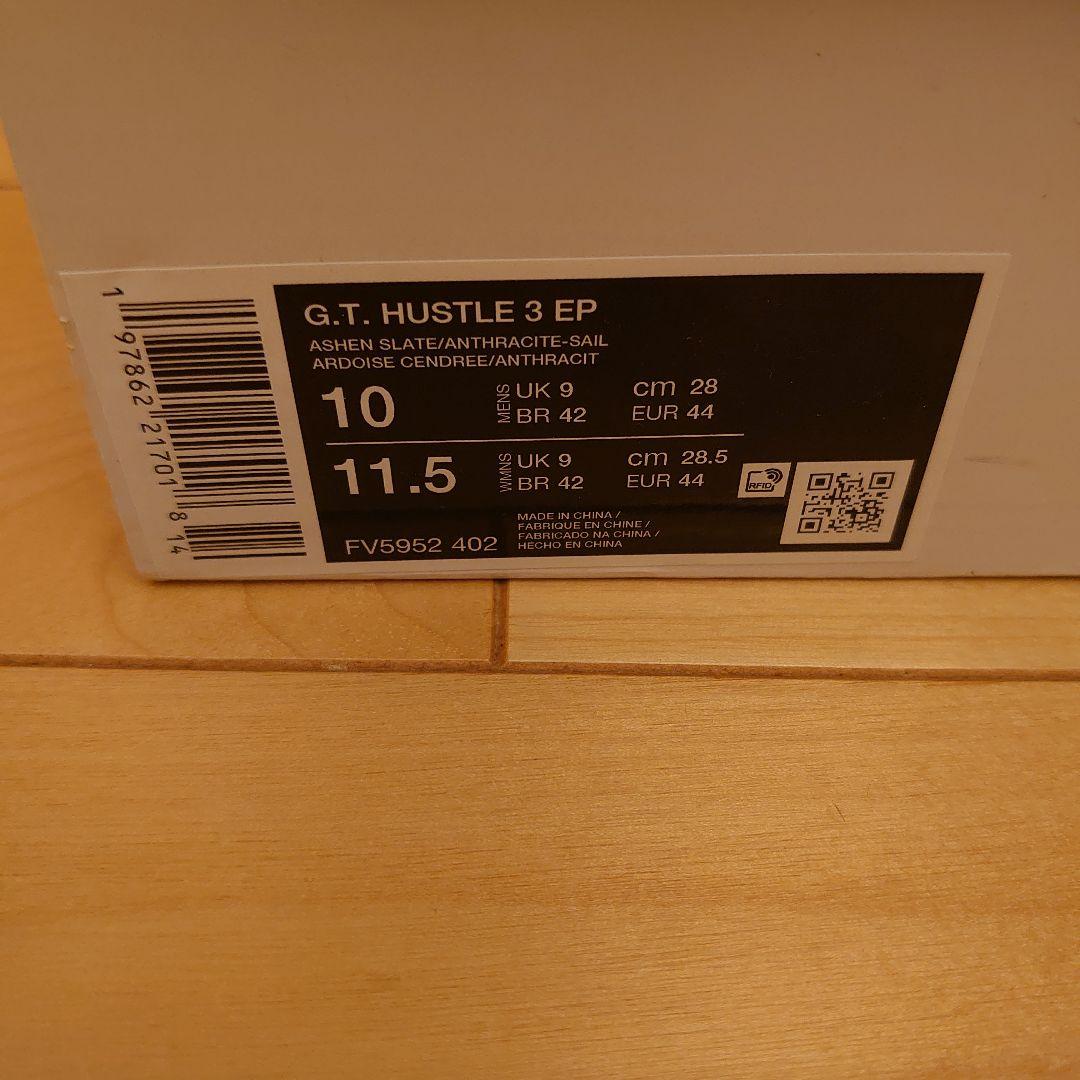 G.T. HUSTLE 3 EP
ASHEN SLATE/ANTHRACITE-SAIL
ARDOISE CENDREE/ANTHRACIT
10 MENS UK 9 cm 28
BR 42 EUR 44
11.5 WMNS UK 9 cm 28.5
BR 42 EUR 44
RFID
FV5952 402
MADE IN CHINA /
FABRIQUE EN CHINE /
FABRICADO NA CHINA /
HECHO EN CHINA
1 97862 21701 8 14